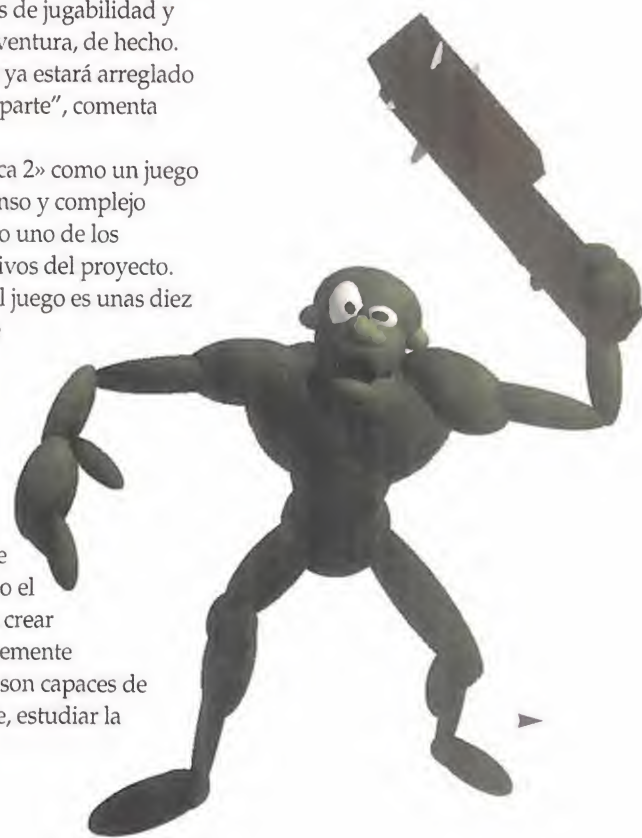 s de jugabilidad y
ventura, de hecho.
ya estará arreglado
parte”, comenta
ca 2» como un juego
nso y complejo
o uno de los
ivos del proyecto.
l juego es unas diez
e
o el
crear
emente
son capaces de
e, estudiar la